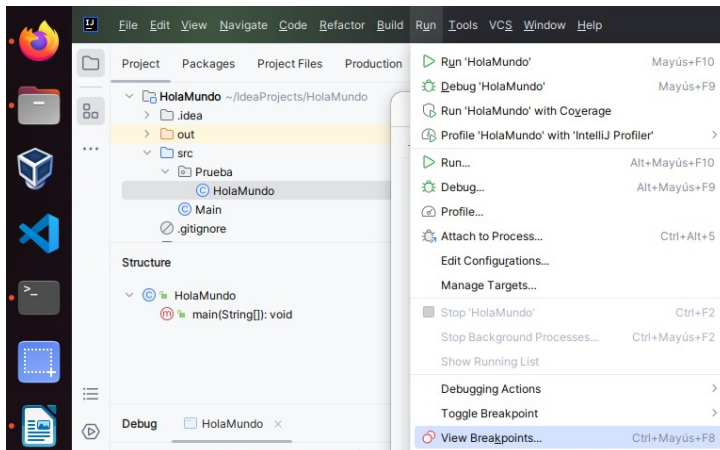 File Edit View Navigate Code Refactor Build Run Tools VCS Window Help
Project Packages Project Files Production
HolaMundo ~/IdeaProjects/HolaMundo
.idea
out
src
Prueba
HolaMundo
Main
.gitignore
Structure
HolaMundo
main(String[]): void
Debug HolaMundo
Run 'HolaMundo' Mayús+F10
Debug 'HolaMundo' Mayús+F9
Run 'HolaMundo' with Coverage
Profile 'HolaMundo' with 'IntelliJ Profiler'
Run... Alt+Mayús+F10
Debug... Alt+Mayús+F9
Profile...
Attach to Process... Ctrl+Alt+5
Edit Configurations...
Manage Targets...
Stop 'HolaMundo' Ctrl+F2
Stop Background Processes... Ctrl+Mayús+F2
Show Running List
Debugging Actions
Toggle Breakpoint
View Breakpoints... Ctrl+Mayús+F8